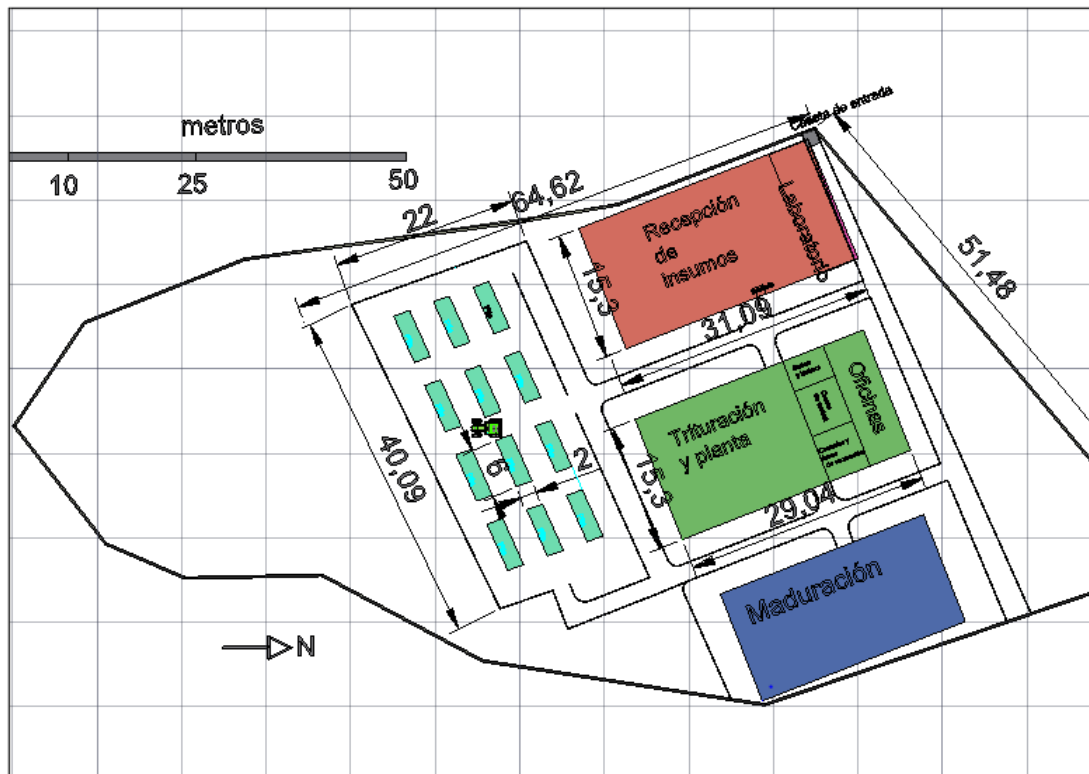 metros
10
25
50
Caseta de entrada
64,62
22
Recepción
de
insumos
Laboratorio
15,3
31,09
51,48
40,09
6
2
Trituración
y planta
Oficinas
15,3
29,04
Maduración
N